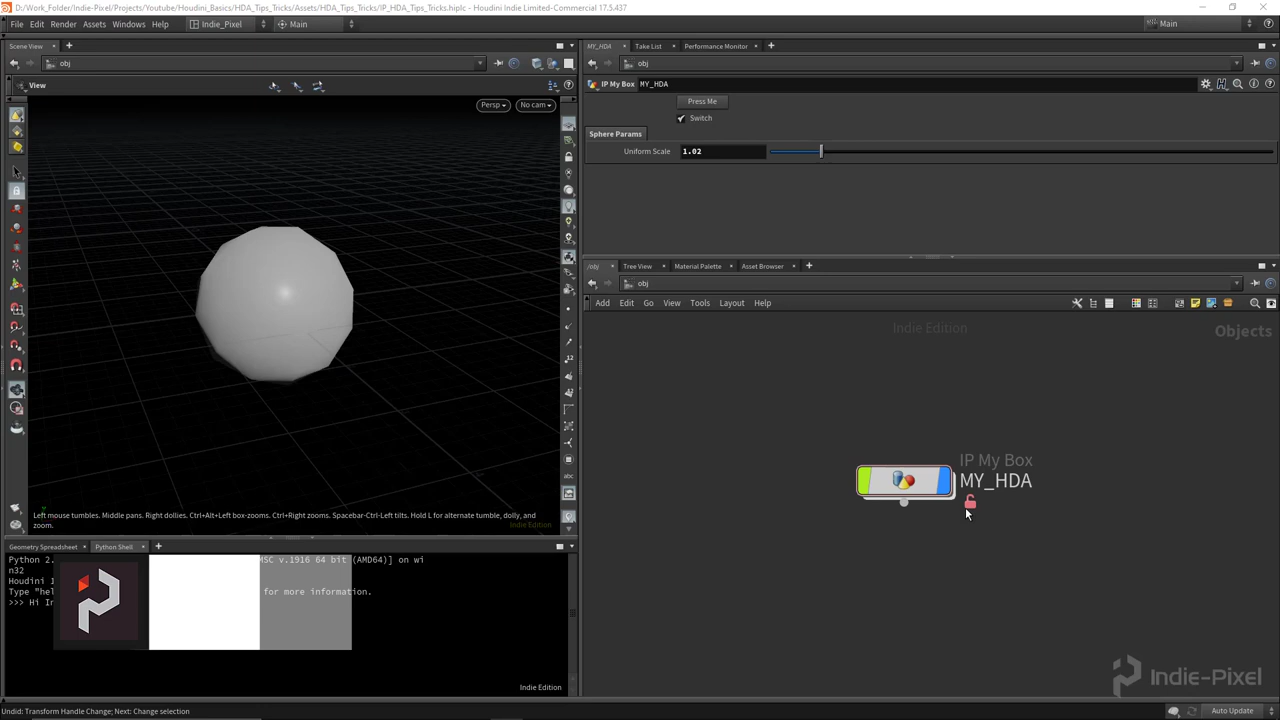 D:/Work_Folder/Indie-Pixel/Projects/Youtube/Houdini_Basics/HDA_Tips_Tricks/Assets/HDA_Tips_Tricks/IP_HDA_Tips_Tricks.hiplc - Houdini Indie Limited-Commercial 17.5.437
File Edit Render Assets Windows Help Indie_Pixel Main Main
Scene View
MY_HDA Take List Performance Monitor
obj
obj
View
IP My Box MY_HDA
Persp No cam
Press Me
Switch
Sphere Params
Uniform Scale 1.02
/obj Tree View Material Palette Asset Browser
obj
Add Edit Go View Tools Layout Help
Indie Edition
Objects
IP My Box
MY_HDA
12
abc
Left mouse tumbles. Middle pans. Right dollies. Ctrl+Alt+Left box-zooms. Ctrl+Right zooms. Spacebar-Ctrl-Left tilts. Hold L for alternate tumble, dolly, and
zoom.
Indie Edition
Geometry Spreadsheet Python Shell
Python 2. MSC v.1916 64 bit (AMD64)] on wi
n32
Houdini 1
Type "hel for more information.
>>> Hi In
Indie Edition
Indie-Pixel
Undid: Transform Handle Change; Next: Change selection
Auto Update